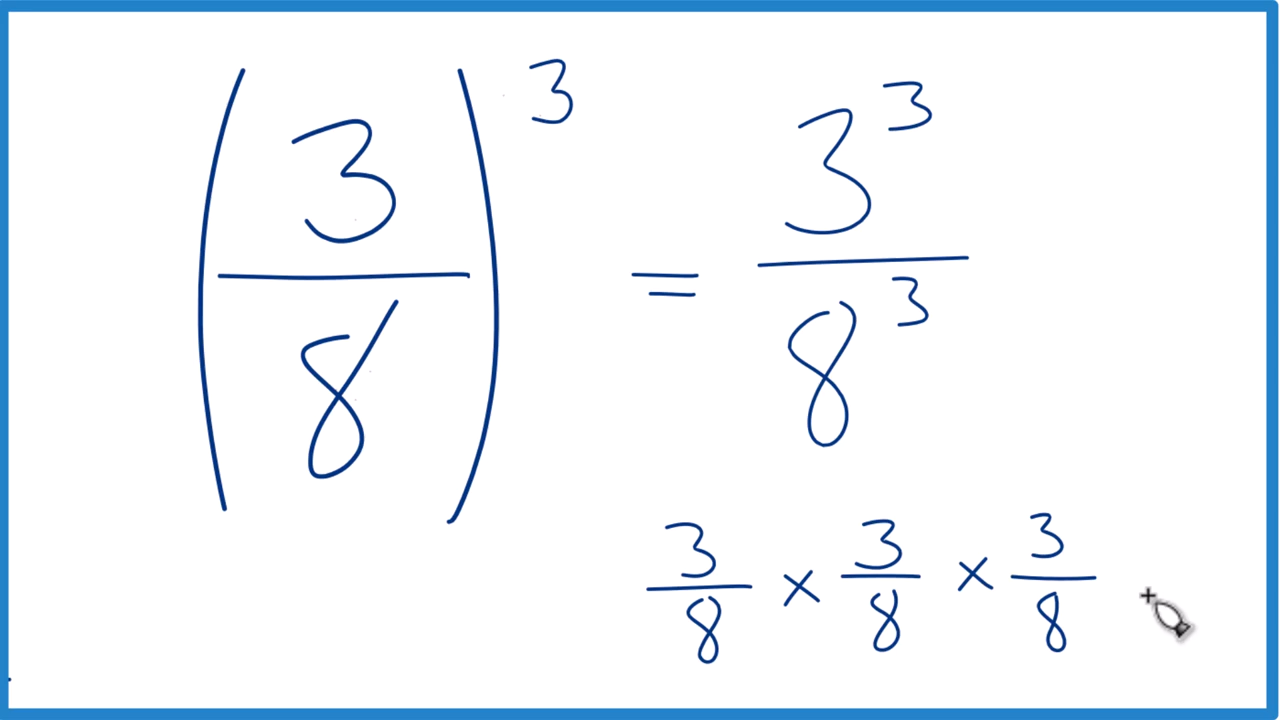 (3/8)^3 = 3^3/8^3
3/8 × 3/8 × 3/8